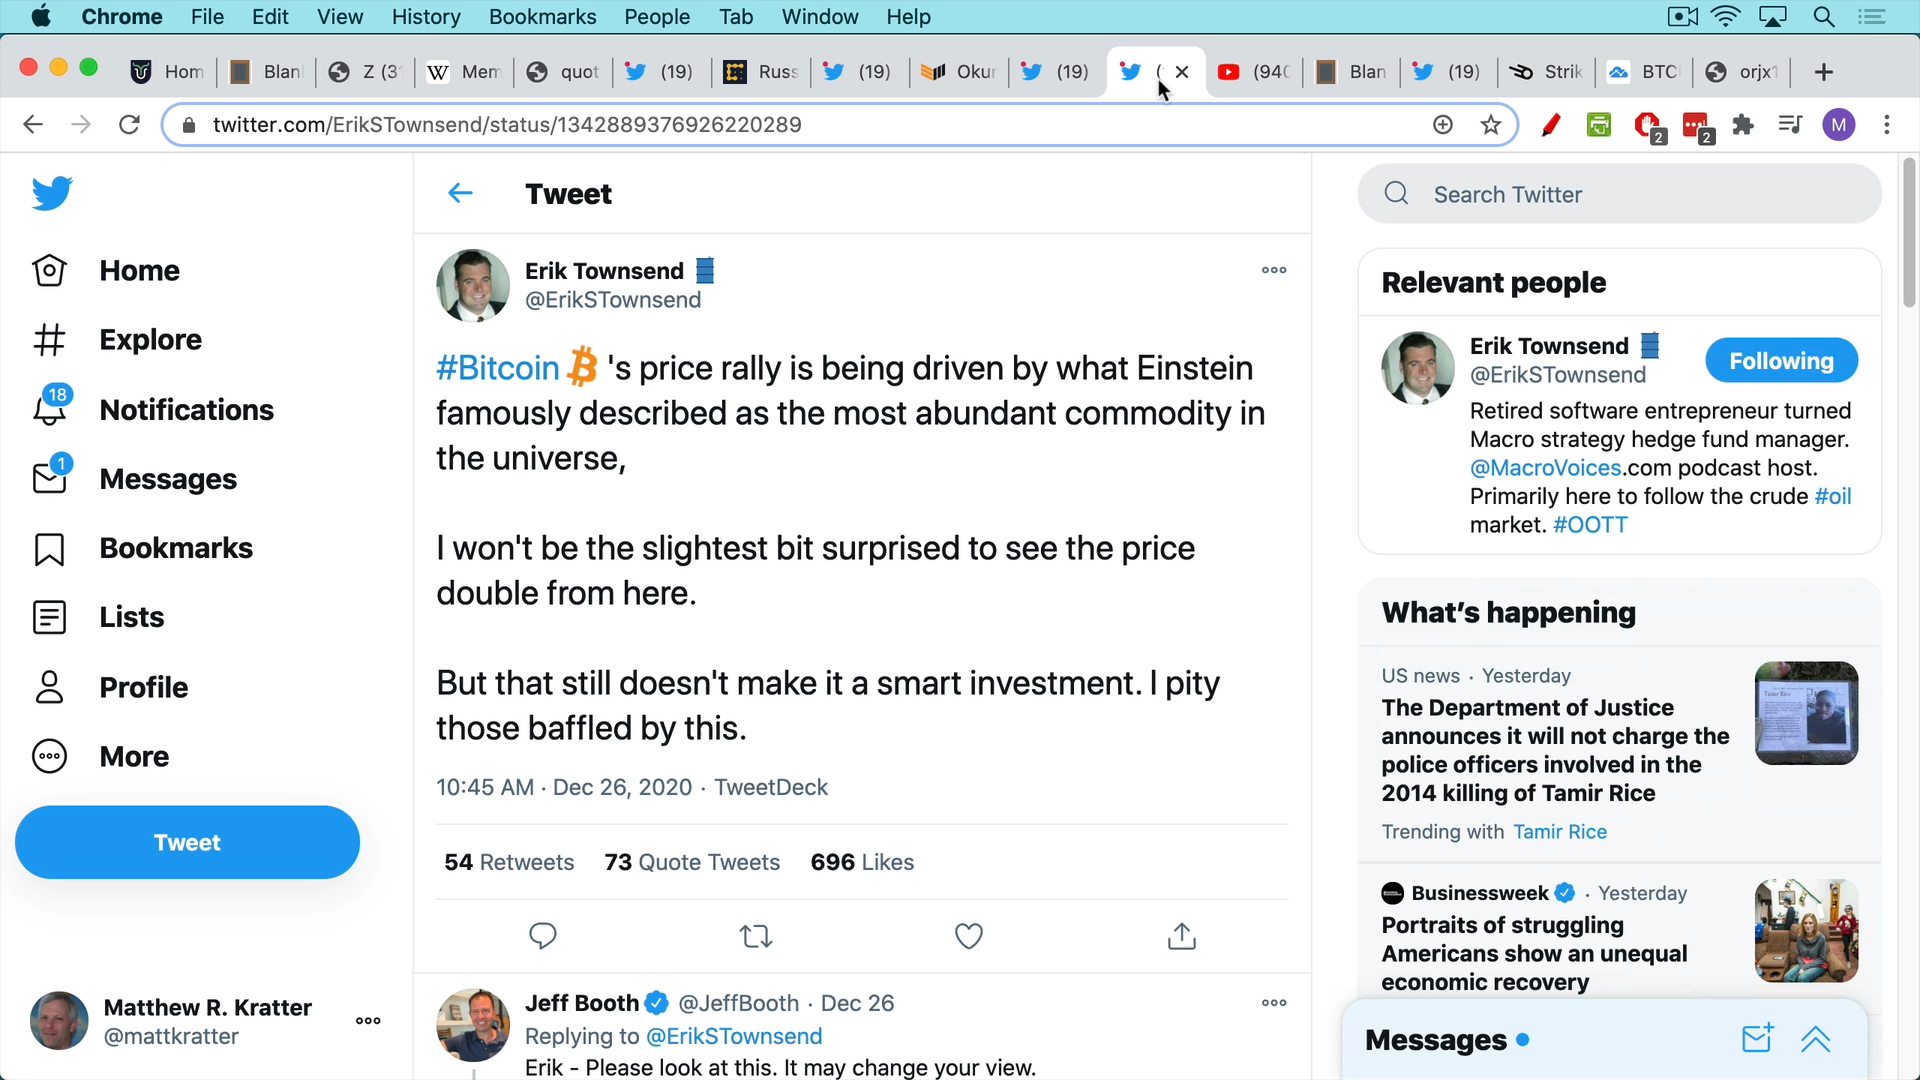 Chrome File Edit View History Bookmarks People Tab Window Help
Hom Blan Z (3 Mem quot (19) Russ (19) Okur (19) ( (940 Blan (19) Strik BTC orjx1
twitter.com/ErikSTownsend/status/1342889376926220289
2 2 M
Home
Explore
18
Notifications
1
Messages
Bookmarks
Lists
Profile
More
Tweet
Matthew R. Kratter
@mattkratter
Tweet
Erik Townsend
@ErikSTownsend
#Bitcoin 's price rally is being driven by what Einstein
famously described as the most abundant commodity in
the universe,
I won't be the slightest bit surprised to see the price
double from here.
But that still doesn't make it a smart investment. I pity
those baffled by this.
10:45 AM · Dec 26, 2020 · TweetDeck
54 Retweets 73 Quote Tweets 696 Likes
Jeff Booth @JeffBooth · Dec 26
Replying to @ErikSTownsend
Erik - Please look at this. It may change your view.
Search Twitter
Relevant people
Erik Townsend
@ErikSTownsend
Following
Retired software entrepreneur turned
Macro strategy hedge fund manager.
@MacroVoices.com podcast host.
Primarily here to follow the crude #oil
market. #OOTT
What's happening
US news · Yesterday
The Department of Justice
announces it will not charge the
police officers involved in the
2014 killing of Tamir Rice
Trending with Tamir Rice
Businessweek · Yesterday
Portraits of struggling
Americans show an unequal
economic recovery
Messages